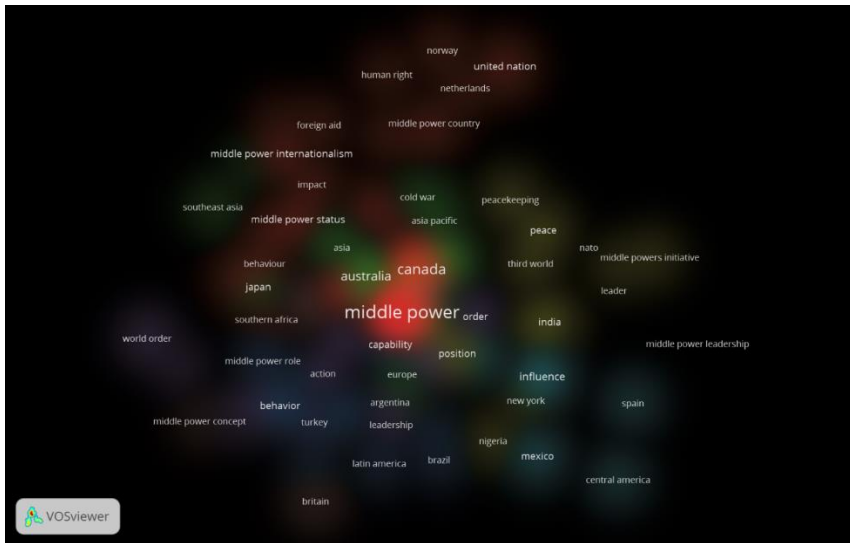 norway
united nation
human right
netherlands
foreign aid
middle power country
middle power internationalism
impact
cold war
peacekeeping
southeast asia
middle power status
asia pacific
peace
asia
nato
middle powers initiative
behaviour
australia
canada
third world
japan
leader
middle power
order
southern africa
india
world order
capability
position
middle power leadership
middle power role
action
europe
influence
behavior
argentina
new york
spain
middle power concept
turkey
leadership
nigeria
latin america
brazil
mexico
central america
britain
VOSviewer